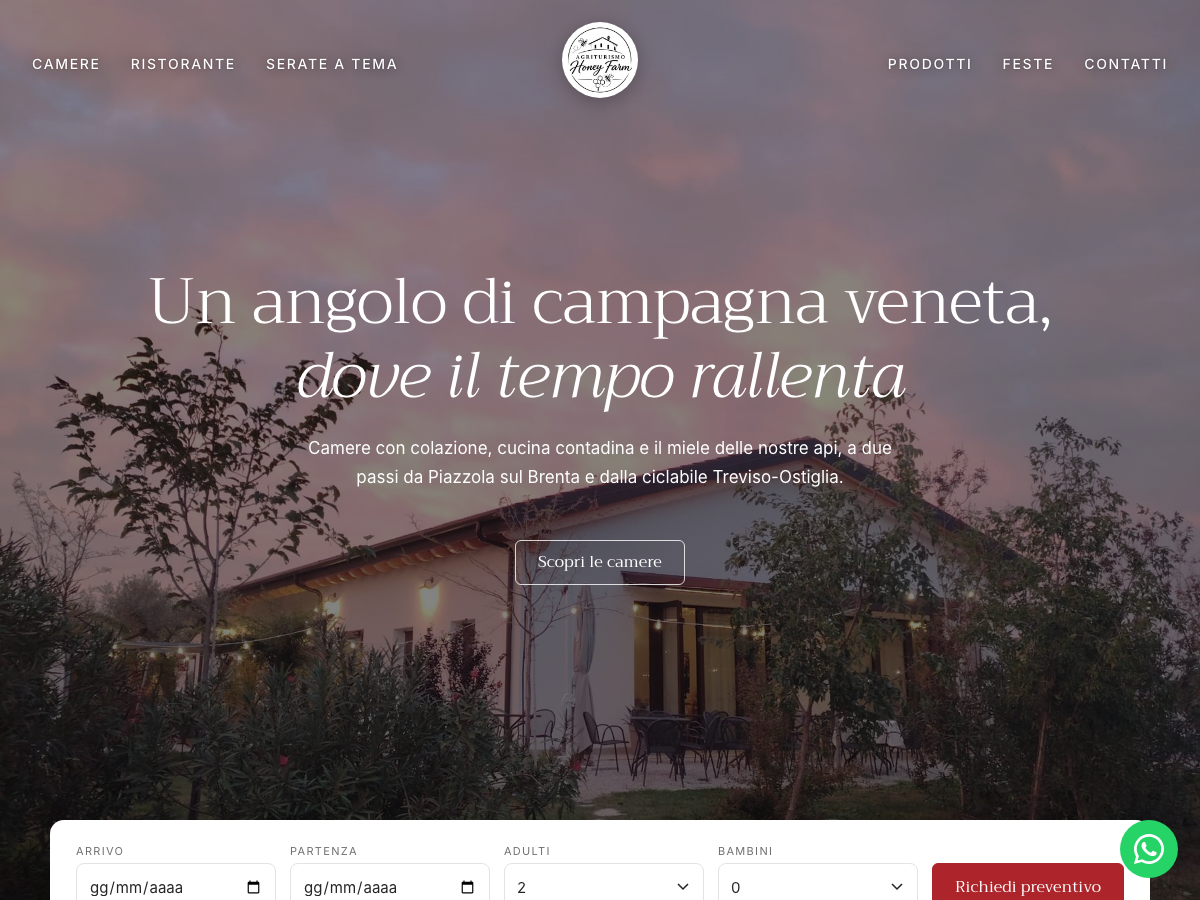 CAMERE
RISTORANTE
SERATE A TEMA
AGRITURISMO
Honey Farm
PRODOTTI
FESTE
CONTATTI
Un angolo di campagna veneta,
dove il tempo rallenta
Camere con colazione, cucina contadina e il miele delle nostre api, a due
passi da Piazzola sul Brenta e dalla ciclabile Treviso-Ostiglia.
Scopri le camere
ARRIVO
PARTENZA
ADULTI
BAMBINI
gg/mm/aaaa
gg/mm/aaaa
2
0
Richiedi preventivo